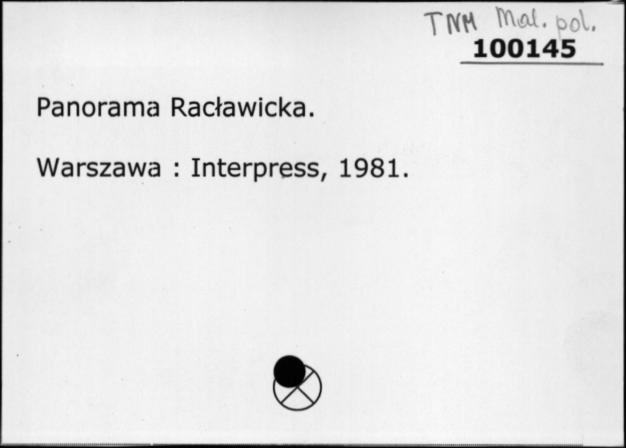 TNM Mal. pol.
100145
Panorama Racławicka.
Warszawa : Interpress, 1981.